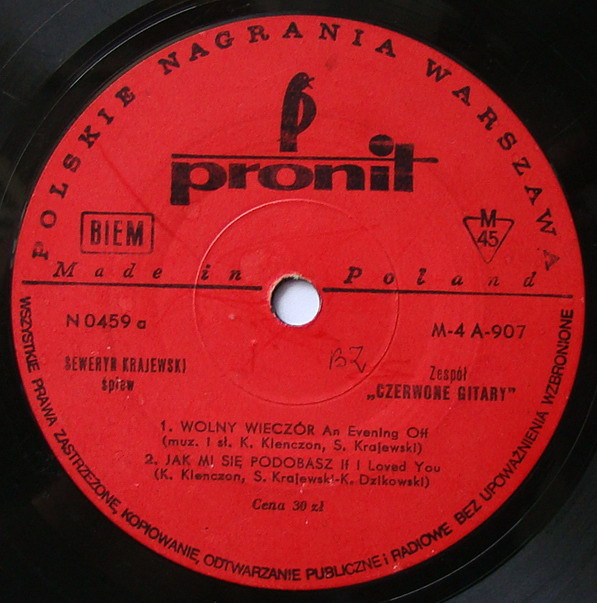 POLSKIE NAGRANIA WARSZAWA
pronit
BIEM
M
45
Made in Poland
N 0459 a
M-4 A-907
SEWERYN KRAJEWSKI
śpiew
BZ
Zespół
„CZERWONE GITARY"
1. WOLNY WIECZÓR An Evening Off
(muz. i sł. K. Klenczon, S. Krajewski)
2. JAK MI SIĘ PODOBASZ If I Loved You
(K. Klenczon, S. Krajewski-K. Dzikowski)
Cena 30 zł
WSZYSTKIE PRAWA ZASTRZEŻONE, KOPIOWANIE, ODTWARZANIE PUBLICZNE i RADIOWE BEZ UPOWAŻNIENIA WZBRONIONE